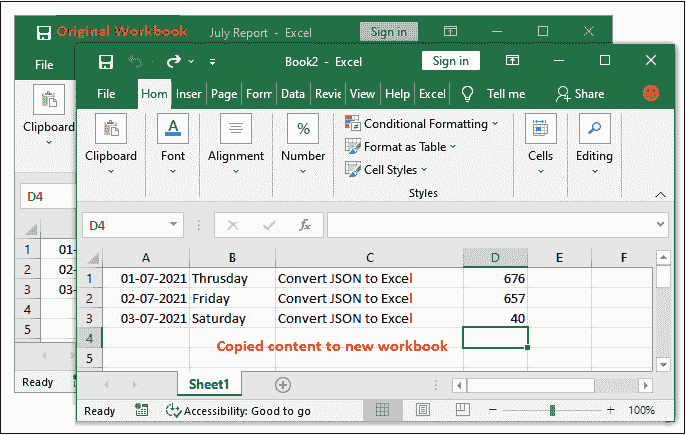 Original Workbook July Report - Excel Sign in
File
Clipboard
D4
1 01-
2 02-
3 03-
Ready
Book2 - Excel Sign in
File Hom Inser Page Form Data Revie View Help Excel Tell me Share
Clipboard
Font
Alignment
%
Number
Conditional Formatting
Format as Table
Cell Styles
Styles
Cells
Editing
D4 fx
A B C D E F
1 01-07-2021 Thrusday Convert JSON to Excel 676
2 02-07-2021 Friday Convert JSON to Excel 657
3 03-07-2021 Saturday Convert JSON to Excel 40
4
5
Copied content to new workbook
Sheet1
Ready Accessibility: Good to go 100%